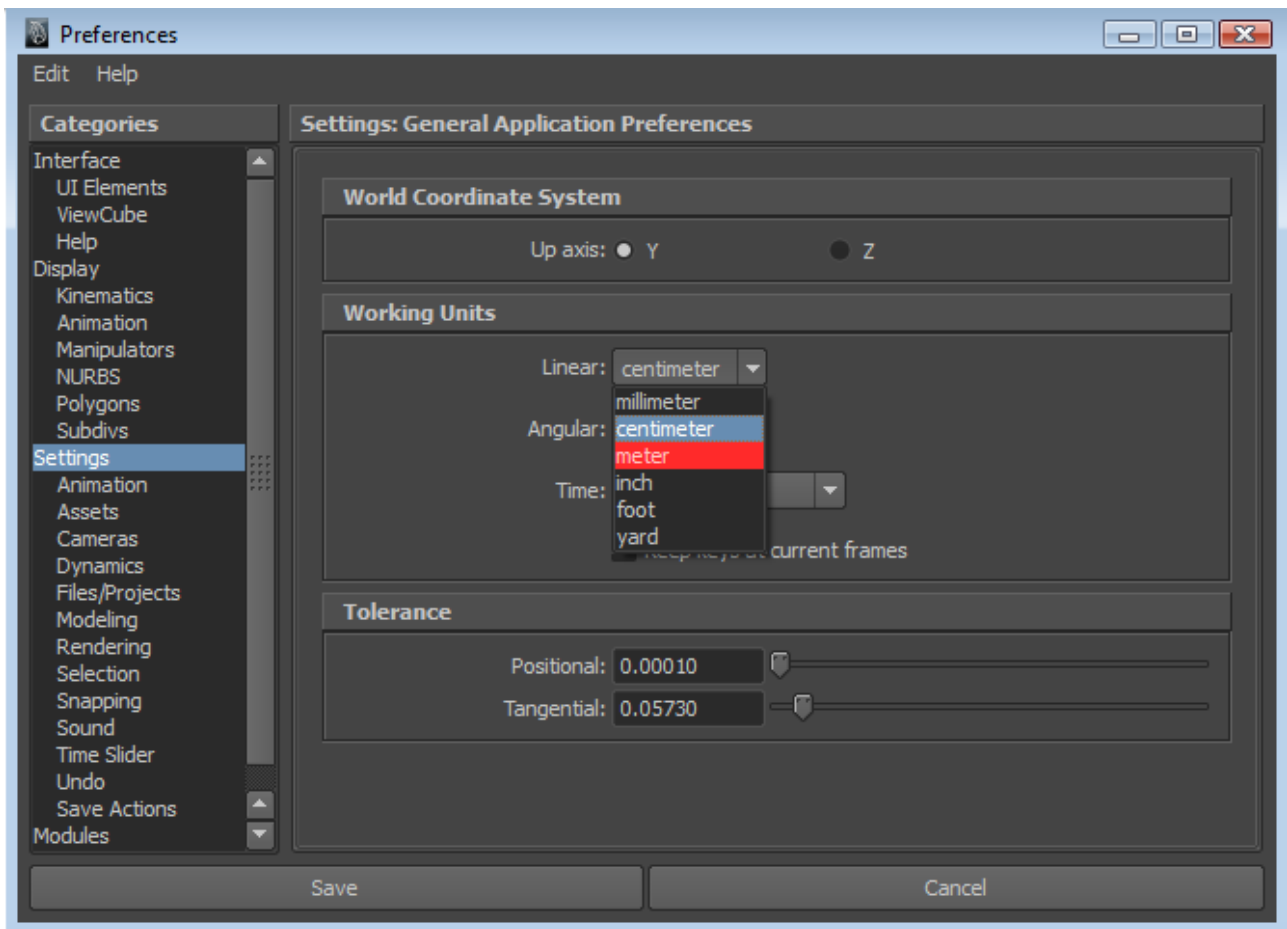 Preferences
Edit Help
Categories
Interface
UI Elements
ViewCube
Help
Display
Kinematics
Animation
Manipulators
NURBS
Polygons
Subdivs
Settings
Animation
Assets
Cameras
Dynamics
Files/Projects
Modeling
Rendering
Selection
Snapping
Sound
Time Slider
Undo
Save Actions
Modules
Settings: General Application Preferences
World Coordinate System
Up axis: Y Z
Working Units
Linear: centimeter
millimeter
Angular: centimeter
meter
Time: inch
foot
yard
current frames
Tolerance
Positional: 0.00010
Tangential: 0.05730
Save Cancel